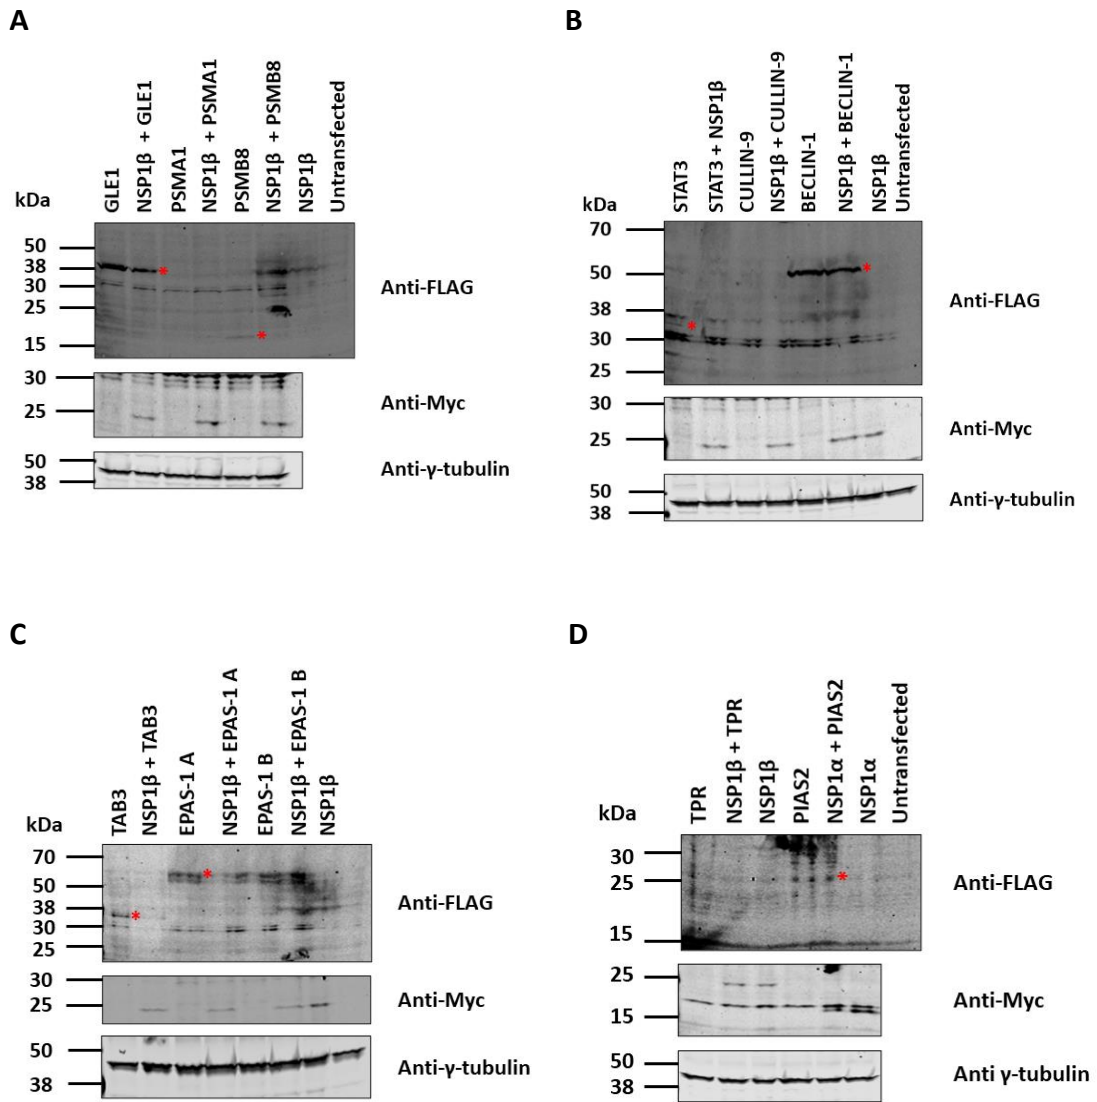 A
GLE1
NSP1β + GLE1
PSMA1
NSP1β + PSMA1
PSMB8
NSP1β + PSMB8
NSP1β
Untransfected
kDa
50
38
30
25
15
Anti-FLAG
30
25
Anti-Myc
50
38
Anti-γ-tubulin
B
STAT3
STAT3 + NSP1β
CULLIN-9
NSP1β + CULLIN-9
BECLIN-1
NSP1β + BECLIN-1
NSP1β
Untransfected
kDa
70
50
38
30
25
Anti-FLAG
30
25
Anti-Myc
50
38
Anti-γ-tubulin
C
TAB3
NSP1β + TAB3
EPAS-1 A
NSP1β + EPAS-1 A
EPAS-1 B
NSP1β + EPAS-1 B
NSP1β
kDa
70
50
38
30
25
Anti-FLAG
30
25
Anti-Myc
50
38
Anti-γ-tubulin
D
TPR
NSP1β + TPR
NSP1β
PIAS2
NSP1α + PIAS2
NSP1α
Untransfected
kDa
30
25
15
Anti-FLAG
25
15
Anti-Myc
50
38
Anti γ-tubulin